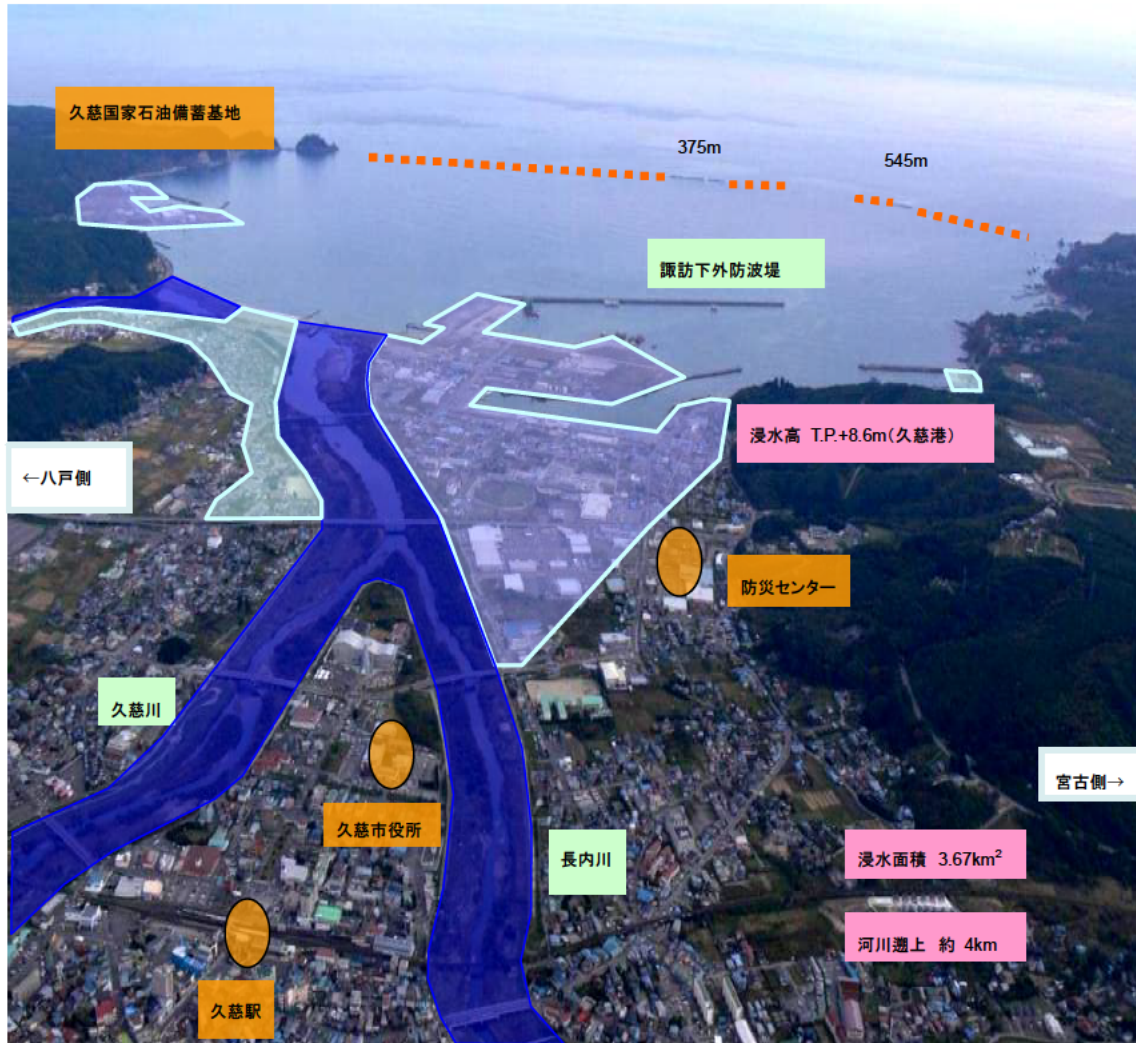 久慈国家石油備蓄基地
375m
545m
諏訪下外防波堤
浸水高 T.P.+8.6m(久慈港)
←八戸側
防災センター
久慈川
宮古側→
久慈市役所
長内川
浸水面積 3.67km²
河川遡上 約 4km
久慈駅